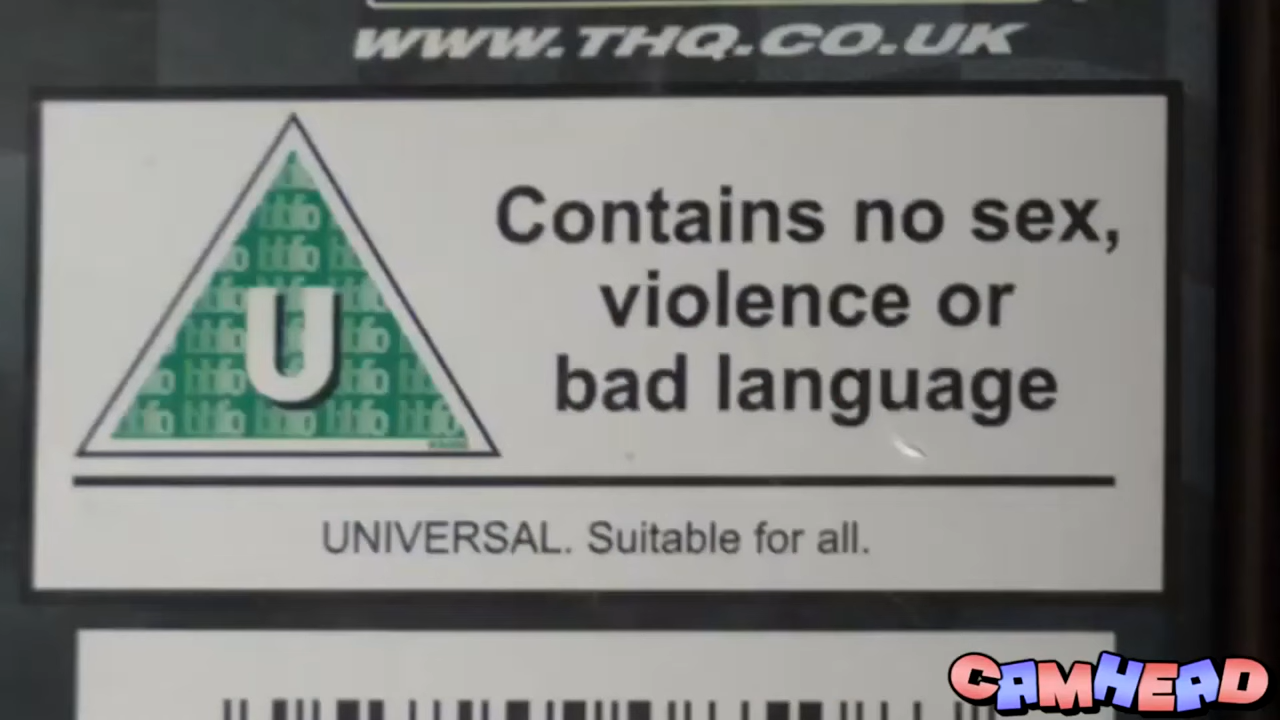 WWW.THQ.CO.UK
Contains no sex,
violence or
bad language
U
UNIVERSAL. Suitable for all.
CAMHEAD